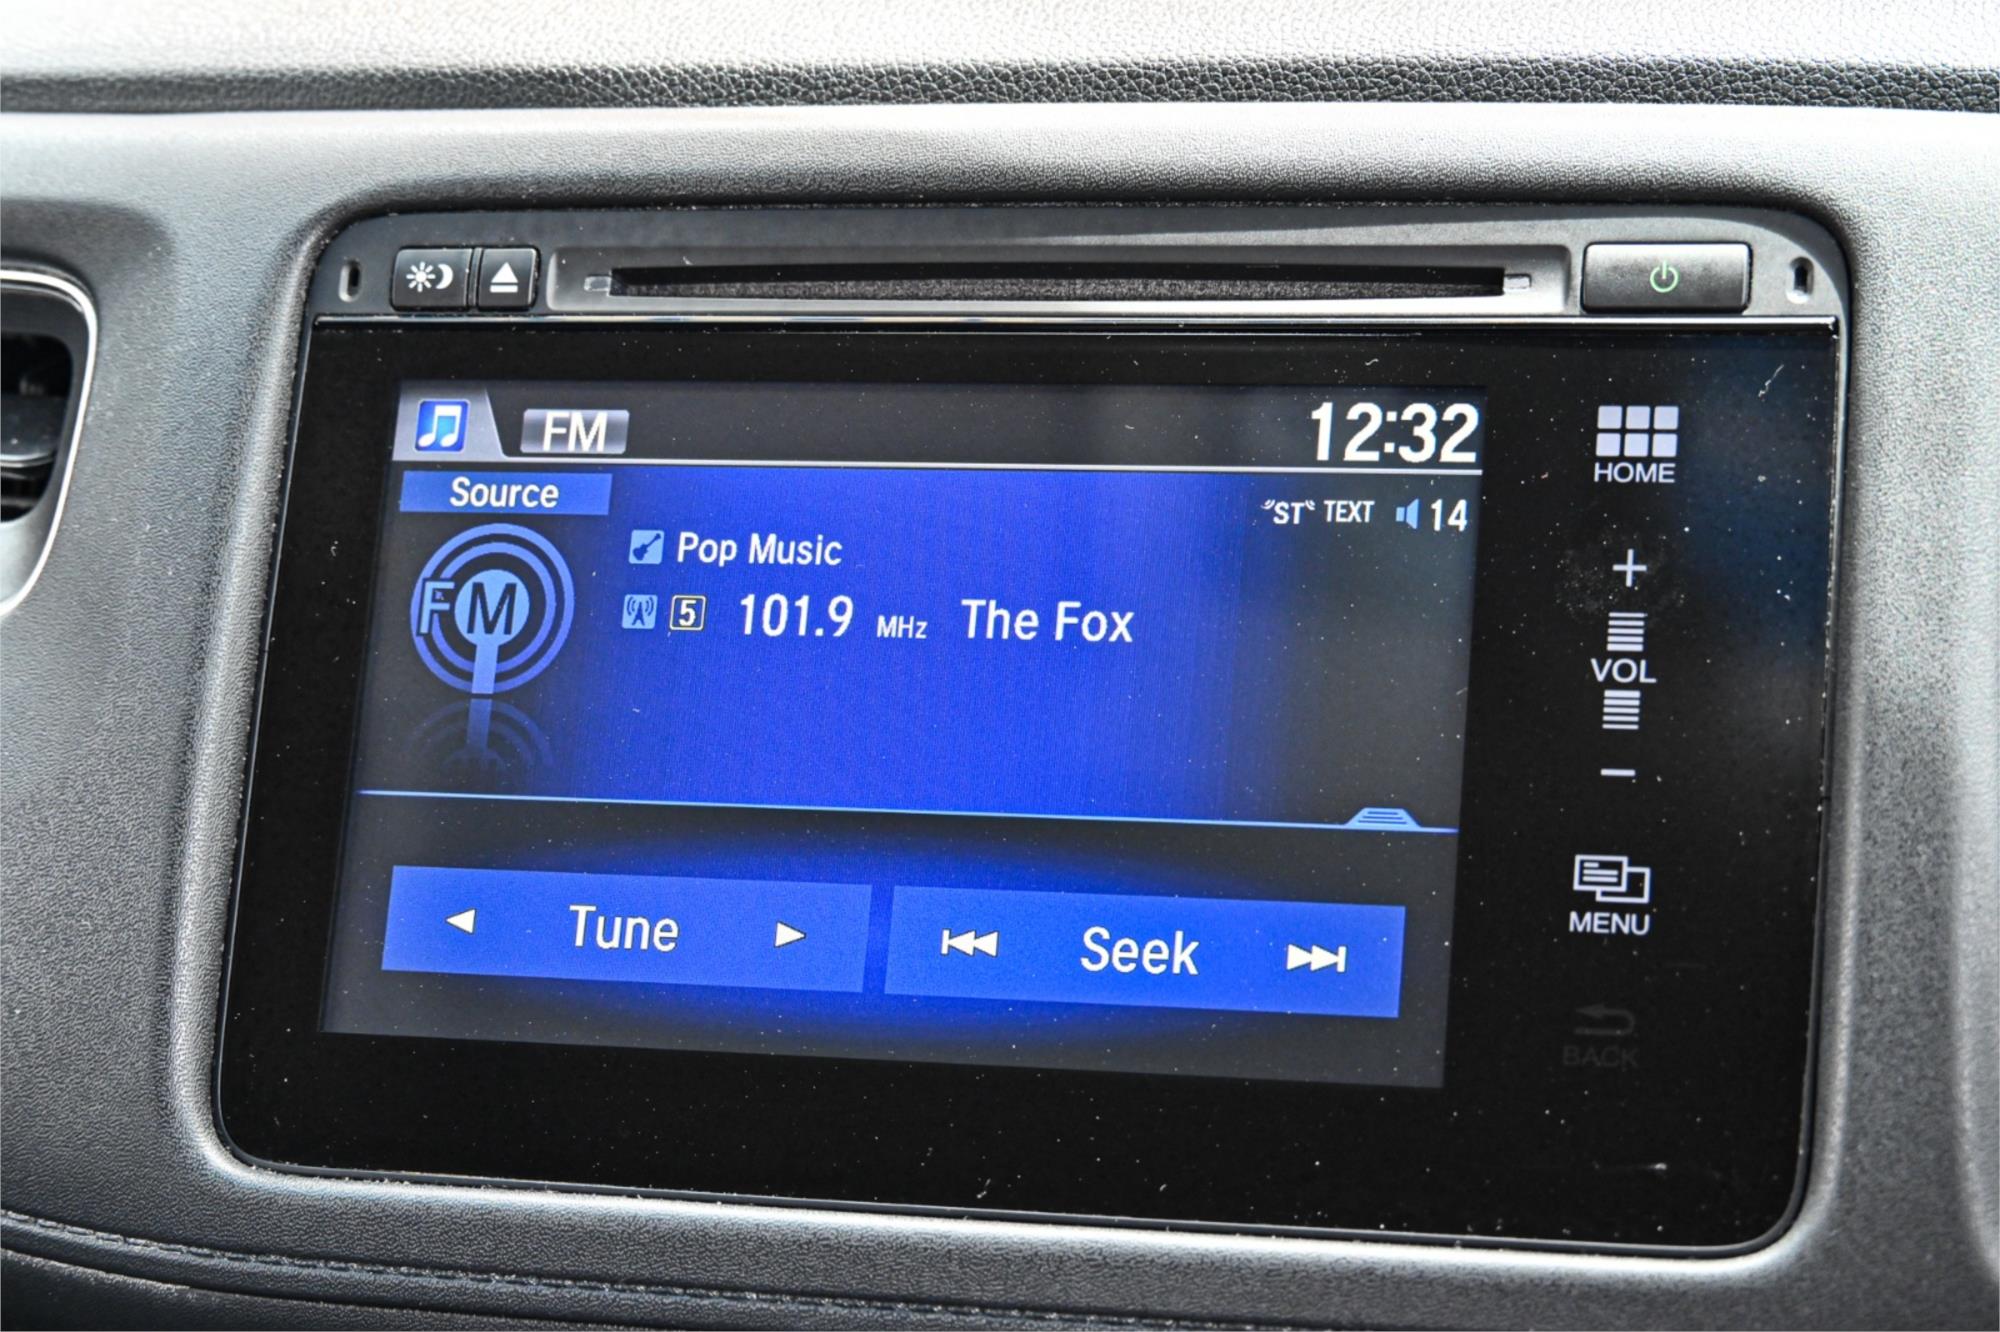 FM 12:32
Source
ST TEXT 14
FM
Pop Music
5 101.9 MHz The Fox
Tune Seek
HOME
+
VOL
−
MENU
BACK